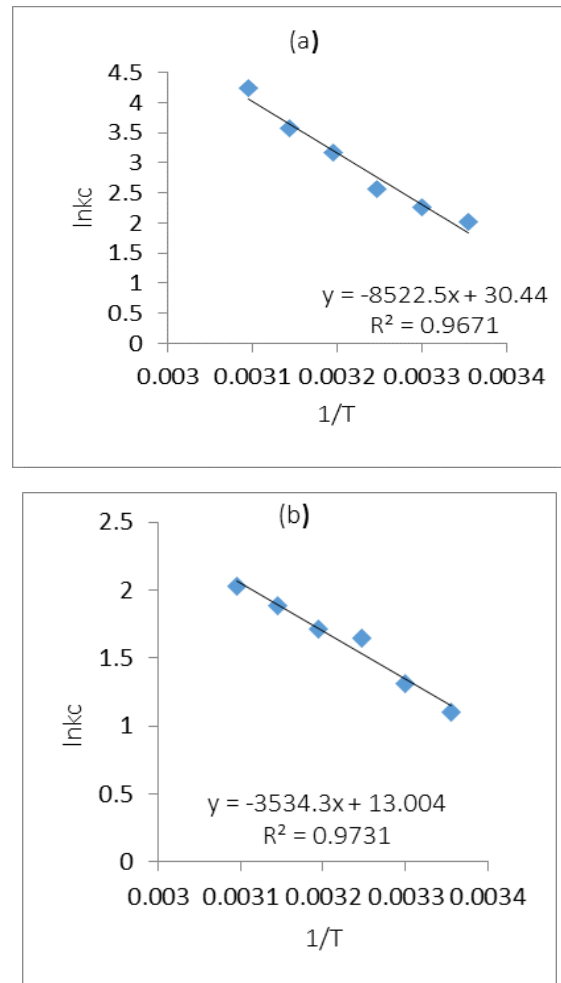 (a)
4.5
4
3.5
3
2.5
2
1.5
1
0.5
0
lnkc
y = -8522.5x + 30.44
R² = 0.9671
0.003 0.0031 0.0032 0.0033 0.0034
1/T
(b)
2.5
2
1.5
1
0.5
0
lnkc
y = -3534.3x + 13.004
R² = 0.9731
0.003 0.0031 0.0032 0.0033 0.0034
1/T